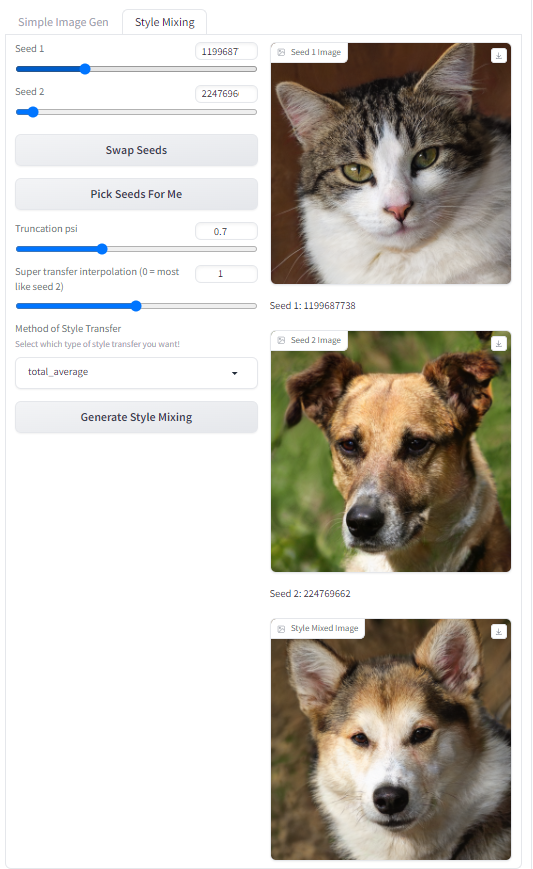 Simple Image Gen
Style Mixing
Seed 1
1199687
Seed 2
2247696
Swap Seeds
Pick Seeds For Me
Truncation psi
0.7
Super transfer interpolation (0 = most
like seed 2)
1
Method of Style Transfer
Select which type of style transfer you want!
total_average
Generate Style Mixing
Seed 1 Image
Seed 1: 1199687738
Seed 2 Image
Seed 2: 224769662
Style Mixed Image